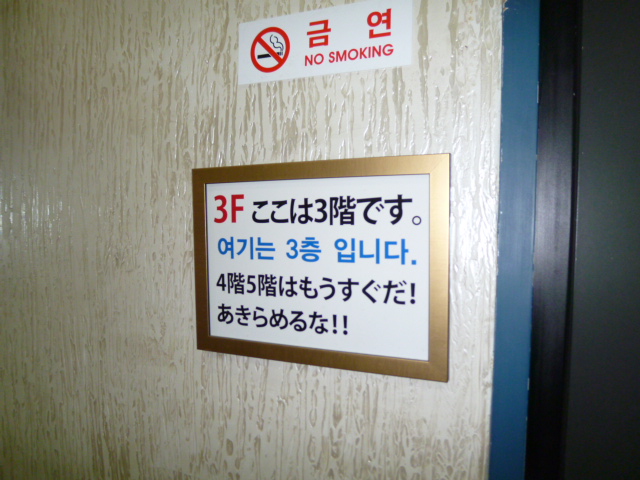 금 연
NO SMOKING
3F ここは3階です。
여기는 3층 입니다.
4階5階はもうすぐだ!
あきらめるな!!